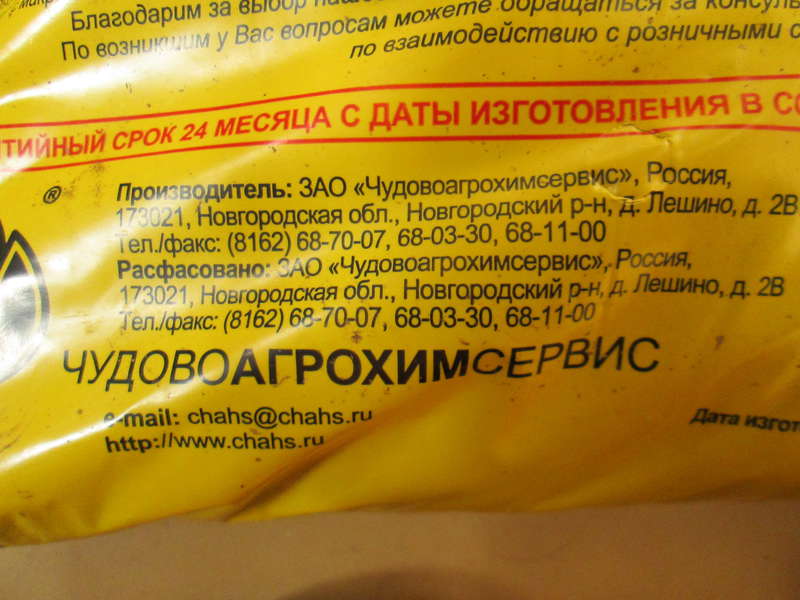 Благодарим за выбор
По возникшим у Вас вопросам можете обращаться за
по взаимодействию с розничными
СРОК 24 МЕСЯЦА С ДАТЫ ИЗГОТОВЛЕНИЯ В
®
Производитель: ЗАО «Чудовоагрохимсервис», Россия,
173021, Новгородская обл., Новгородский р-н, д. Лешино, д. 2В
Тел./факс: (8162) 68-70-07, 68-03-30, 68-11-00
Расфасовано: ЗАО «Чудовоагрохимсервис», Россия,
173021, Новгородская обл., Новгородский р-н, д. Лешино, д. 2В
Тел./факс: (8162) 68-70-07, 68-03-30, 68-11-00
ЧУДОВОАГРОХИМСЕРВИС
e-mail: chahs@chahs.ru
http://www.chahs.ru
Дата